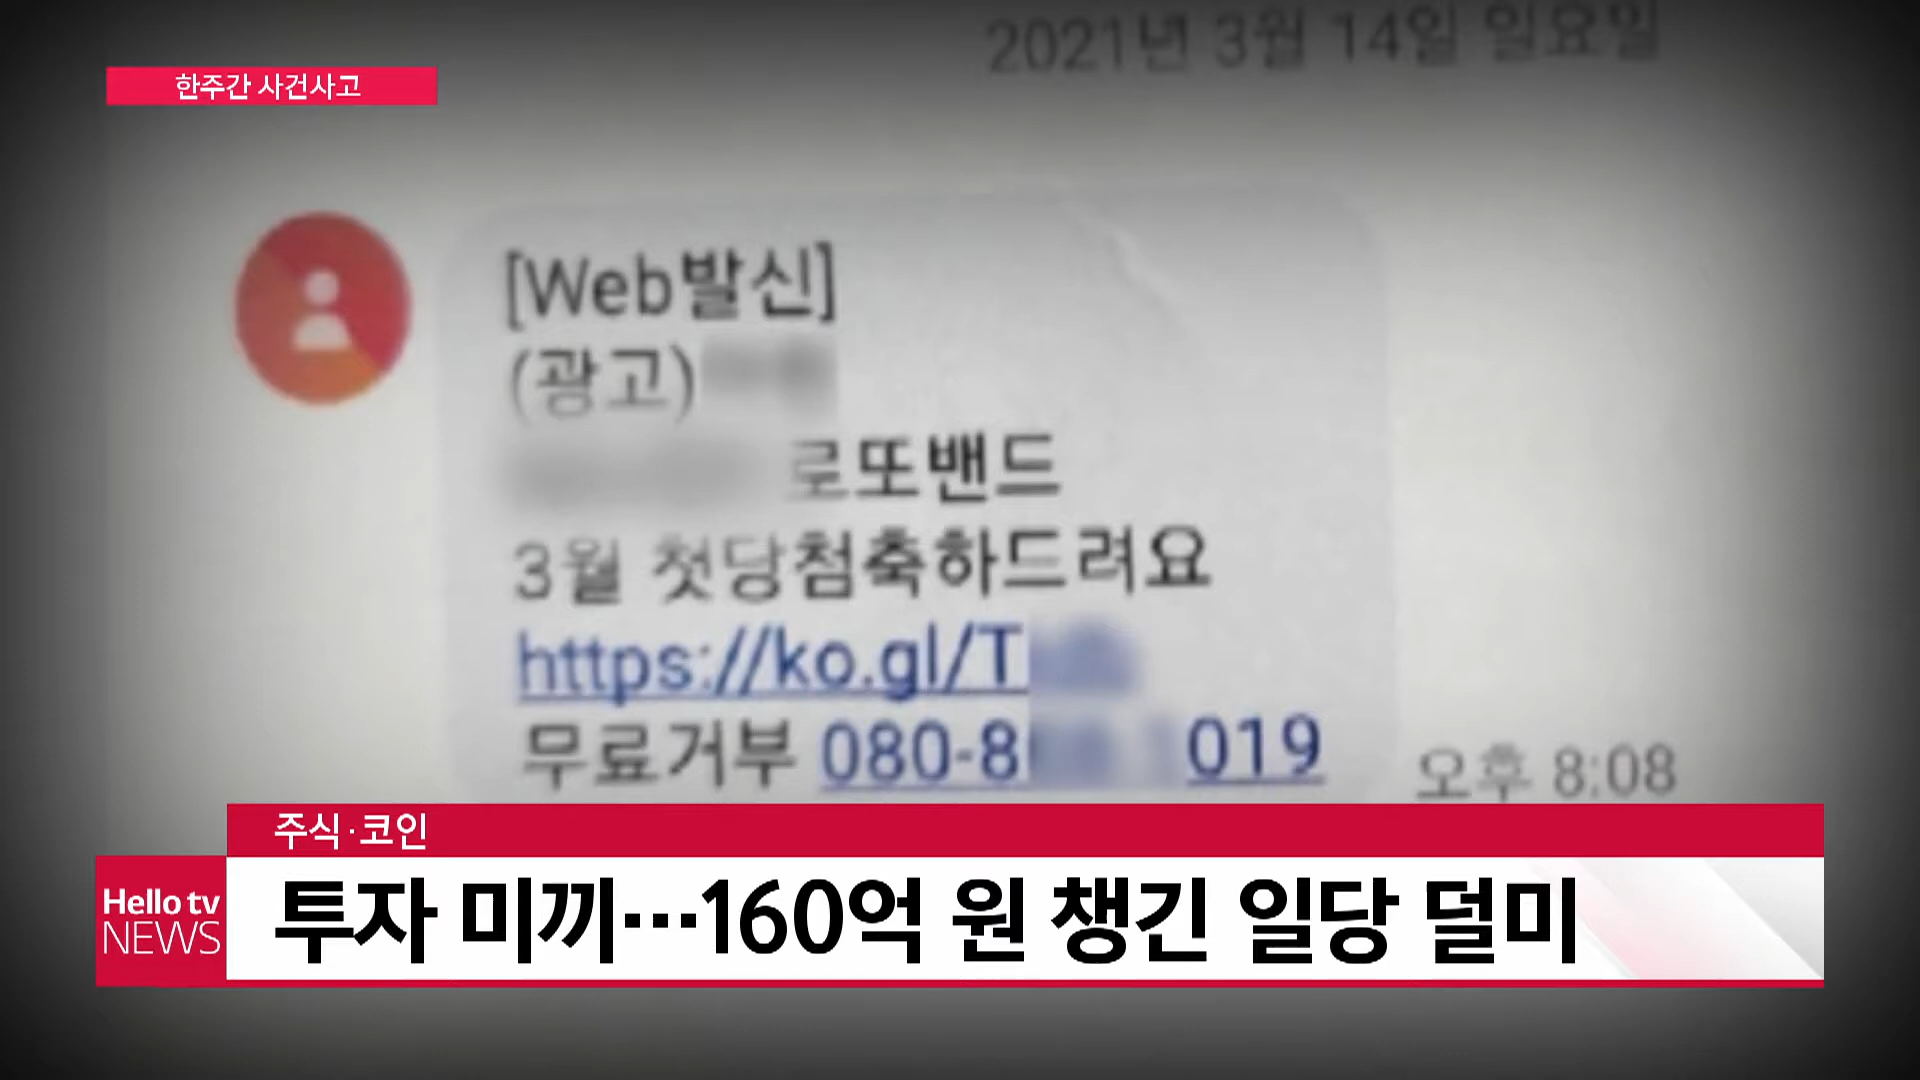 2021년 3월 14일 일요일
한주간 사건사고
[Web발신]
(광고)
로또밴드
3월 첫당첨축하드려요
https://ko.gl/T
무료거부 080-8 019
오후 8:08
주식·코인
Hello tv
NEWS
투자 미끼…160억 원 챙긴 일당 덜미